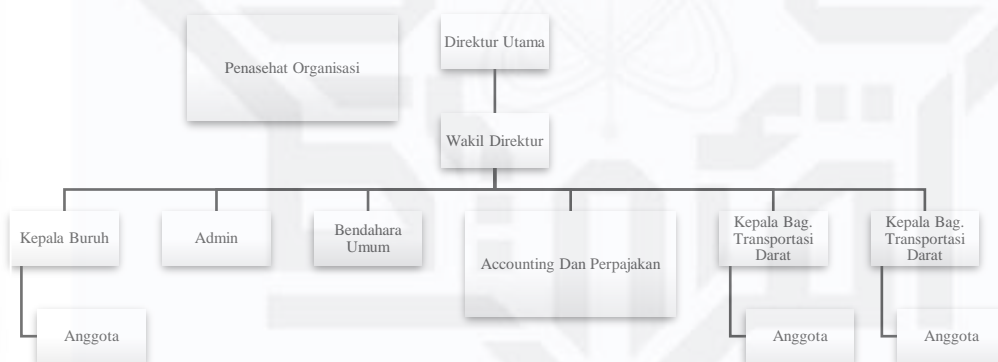 Direktur Utama
Penasehat Organisasi
Wakil Direktur
Kepala Buruh
Admin
Bendahara
Umum
Accounting Dan Perpajakan
Kepala Bag.
Transportasi
Darat
Kepala Bag.
Transportasi
Darat
Anggota
Anggota
Anggota